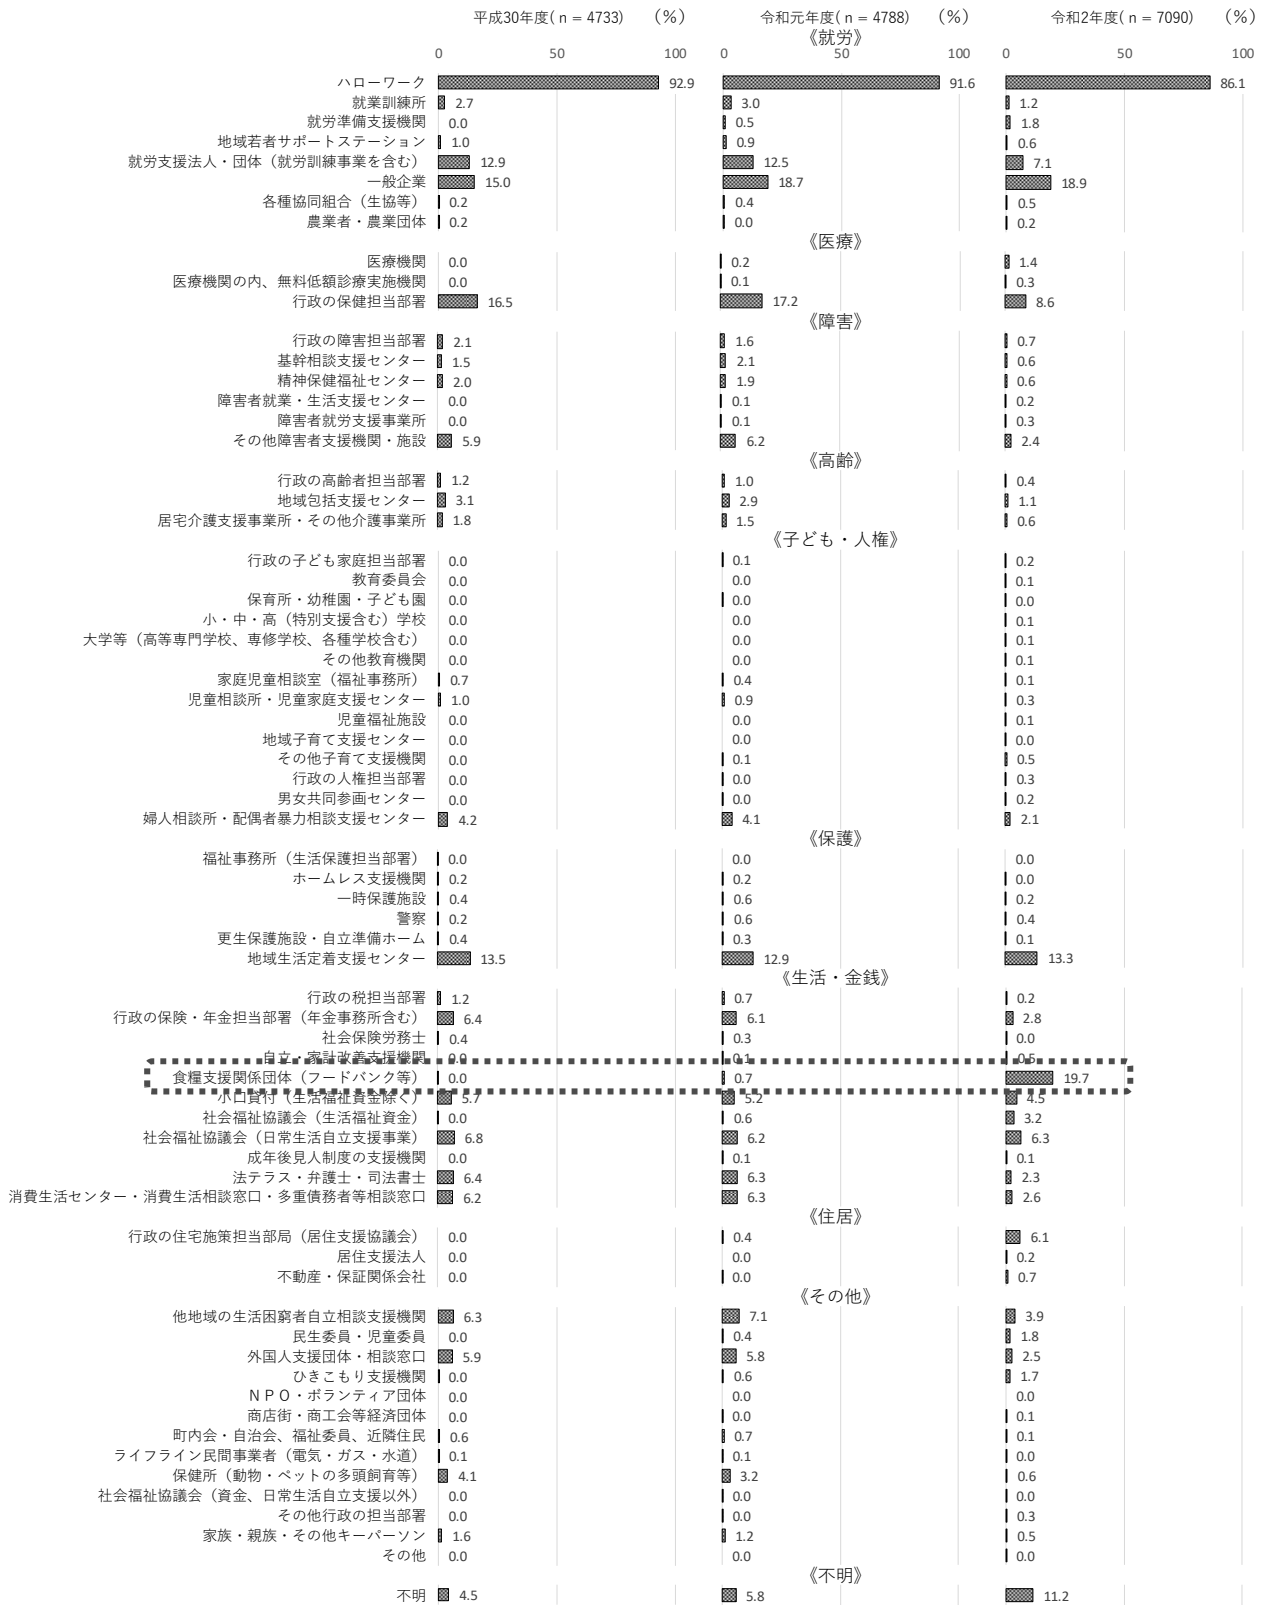 平成30年度( n = 4733) (%) 令和元年度( n = 4788) (%) 令和2年度( n = 7090) (%)
《就労》
0 50 100 0 50 100 0 50 100
ハローワーク 92.9 91.6 86.1
就業訓練所 2.7 3.0 1.2
就労準備支援機関 0.0 0.5 1.8
地域若者サポートステーション 1.0 0.9 0.6
就労支援法人・団体（就労訓練事業を含む） 12.9 12.5 7.1
一般企業 15.0 18.7 18.9
各種協同組合（生協等） 0.2 0.4 0.5
農業者・農業団体 0.2 0.0 0.2
《医療》
医療機関 0.0 0.2 1.4
医療機関の内、無料低額診療実施機関 0.0 0.1 0.3
行政の保健担当部署 16.5 17.2 8.6
《障害》
行政の障害担当部署 2.1 1.6 0.7
基幹相談支援センター 1.5 2.1 0.6
精神保健福祉センター 2.0 1.9 0.6
障害者就業・生活支援センター 0.0 0.1 0.2
障害者就労支援事業所 0.0 0.1 0.3
その他障害者支援機関・施設 5.9 6.2 2.4
《高齢》
行政の高齢者担当部署 1.2 1.0 0.4
地域包括支援センター 3.1 2.9 1.1
居宅介護支援事業所・その他介護事業所 1.8 1.5 0.6
《子ども・人権》
行政の子ども家庭担当部署 0.0 0.1 0.2
教育委員会 0.0 0.0 0.1
保育所・幼稚園・子ども園 0.0 0.0 0.0
小・中・高（特別支援含む）学校 0.0 0.0 0.1
大学等（高等専門学校、専修学校、各種学校含む） 0.0 0.0 0.1
その他教育機関 0.0 0.0 0.1
家庭児童相談室（福祉事務所） 0.7 0.4 0.1
児童相談所・児童家庭支援センター 1.0 0.9 0.3
児童福祉施設 0.0 0.0 0.1
地域子育て支援センター 0.0 0.0 0.0
その他子育て支援機関 0.0 0.1 0.5
行政の人権担当部署 0.0 0.0 0.3
男女共同参画センター 0.0 0.0 0.2
婦人相談所・配偶者暴力相談支援センター 4.2 4.1 2.1
《保護》
福祉事務所（生活保護担当部署） 0.0 0.0 0.0
ホームレス支援機関 0.2 0.2 0.0
一時保護施設 0.4 0.6 0.2
警察 0.2 0.6 0.4
更生保護施設・自立準備ホーム 0.4 0.3 0.1
地域生活定着支援センター 13.5 12.9 13.3
《生活・金銭》
行政の税担当部署 1.2 0.7 0.2
行政の保険・年金担当部署（年金事務所含む） 6.4 6.1 2.8
社会保険労務士 0.4 0.3 0.0
自立・家計改善支援機関 0.0 0.1 0.5
食糧支援関係団体（フードバンク等） 0.0 0.7 19.7
小口貸付（生活福祉資金除く） 5.7 5.2 4.5
社会福祉協議会（生活福祉資金） 0.0 0.6 3.2
社会福祉協議会（日常生活自立支援事業） 6.8 6.2 6.3
成年後見人制度の支援機関 0.0 0.1 0.1
法テラス・弁護士・司法書士 6.4 6.3 2.3
消費生活センター・消費生活相談窓口・多重債務者等相談窓口 6.2 6.3 2.6
《住居》
行政の住宅施策担当部局（居住支援協議会） 0.0 0.4 6.1
居住支援法人 0.0 0.0 0.2
不動産・保証関係会社 0.0 0.0 0.7
《その他》
他地域の生活困窮者自立相談支援機関 6.3 7.1 3.9
民生委員・児童委員 0.0 0.4 1.8
外国人支援団体・相談窓口 5.9 5.8 2.5
ひきこもり支援機関 0.0 0.6 1.7
ＮＰＯ・ボランティア団体 0.0 0.0 0.0
商店街・商工会等経済団体 0.0 0.0 0.1
町内会・自治会、福祉委員、近隣住民 0.6 0.7 0.1
ライフライン民間事業者（電気・ガス・水道） 0.1 0.1 0.0
保健所（動物・ペットの多頭飼育等） 4.1 3.2 0.6
社会福祉協議会（資金、日常生活自立支援以外） 0.0 0.0 0.0
その他行政の担当部署 0.0 0.0 0.3
家族・親族・その他キーパーソン 1.6 1.2 0.5
その他 0.0 0.0 0.0
《不明》
不明 4.5 5.8 11.2